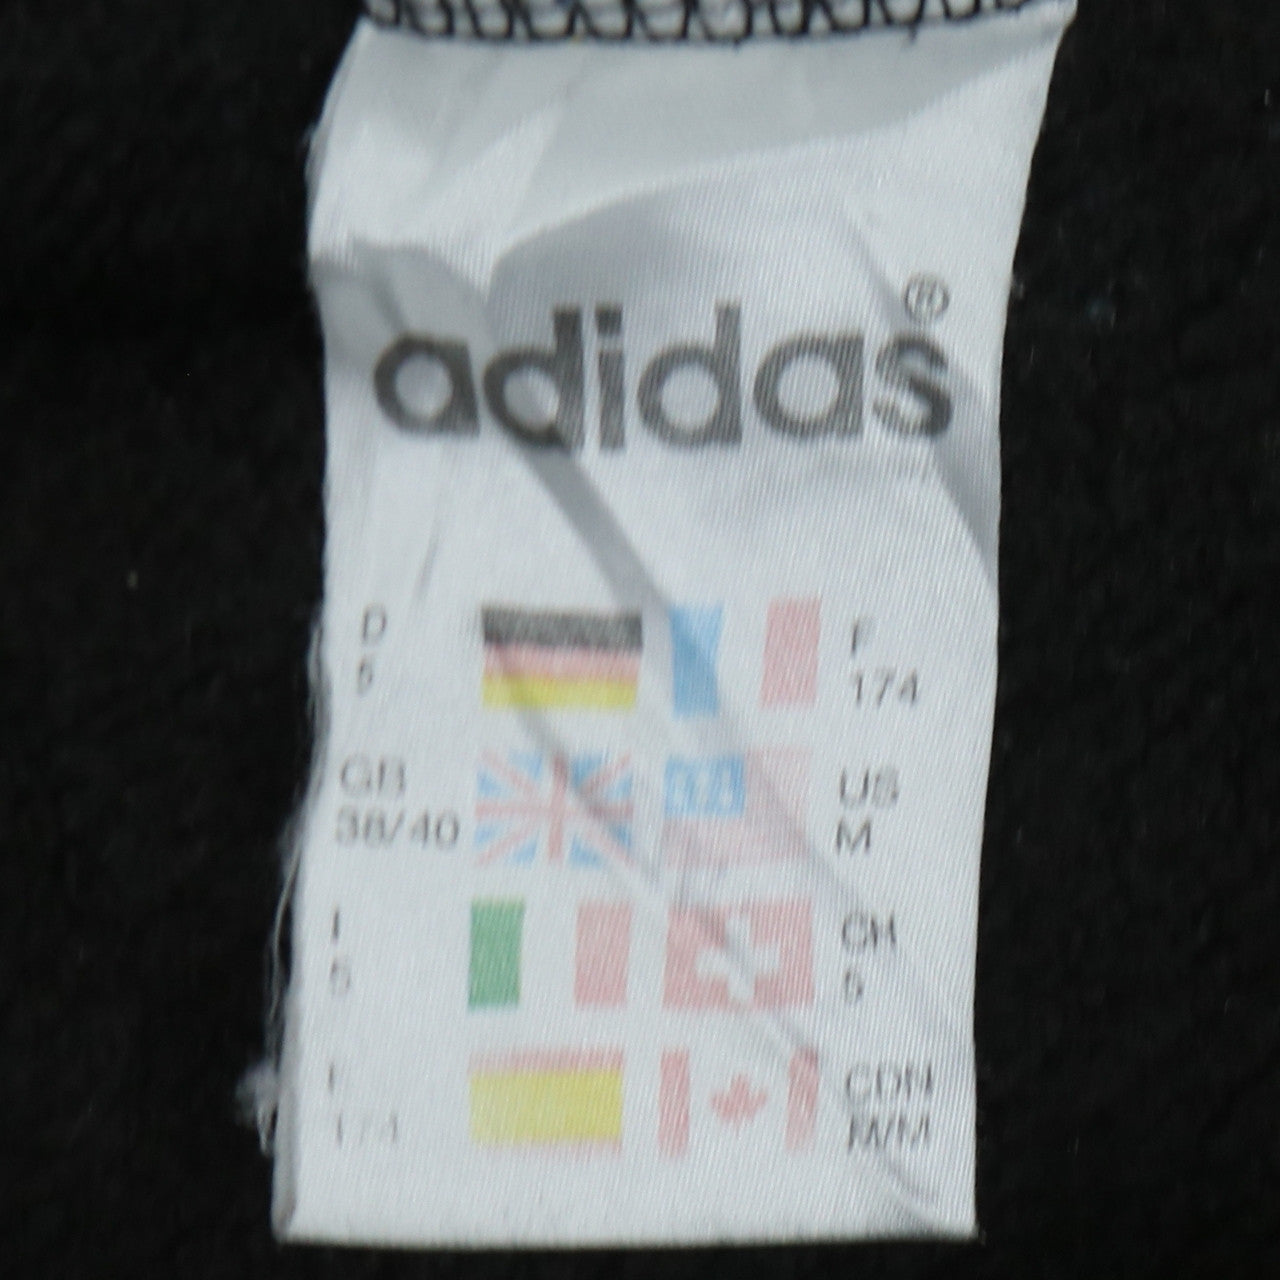 adidas®
D
5
F
174
GB
38/40
US
M
I
5
CH
5
174
CDN
M/M